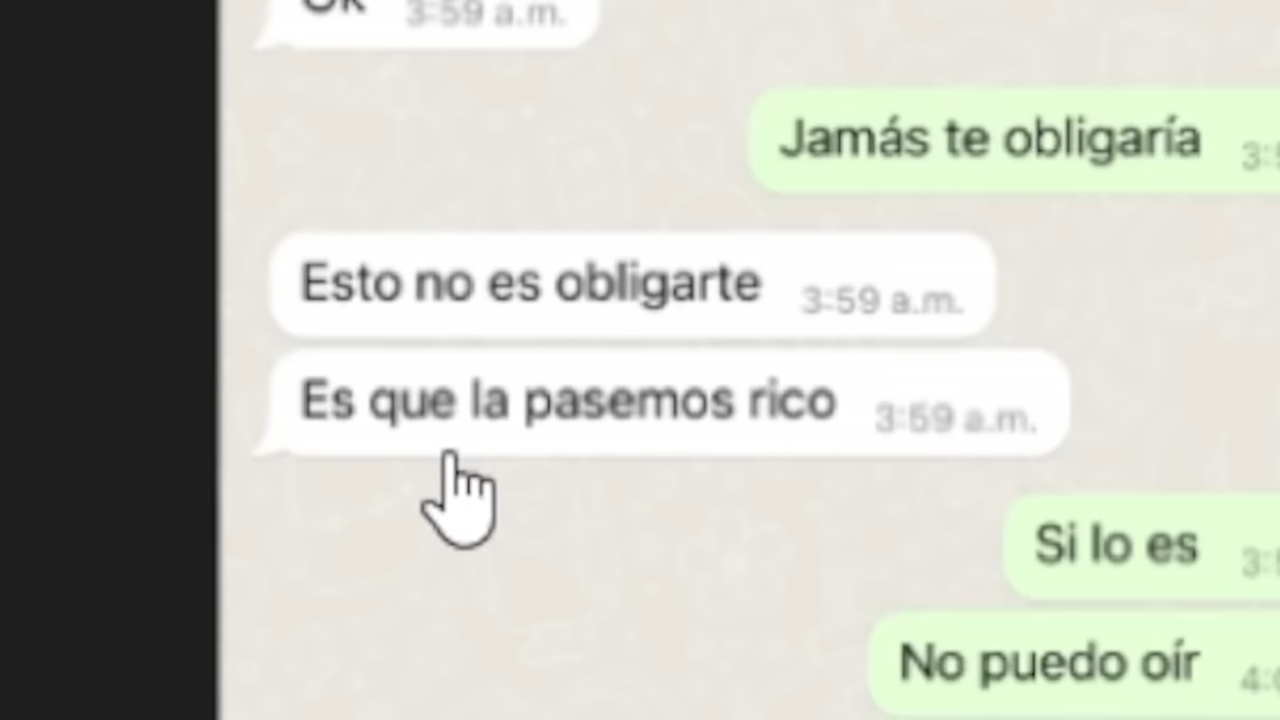 Ok 3:59 a.m.
Jamás te obligaría
Esto no es obligarte 3:59 a.m.
Es que la pasemos rico 3:59 a.m.
Si lo es
No puedo oír